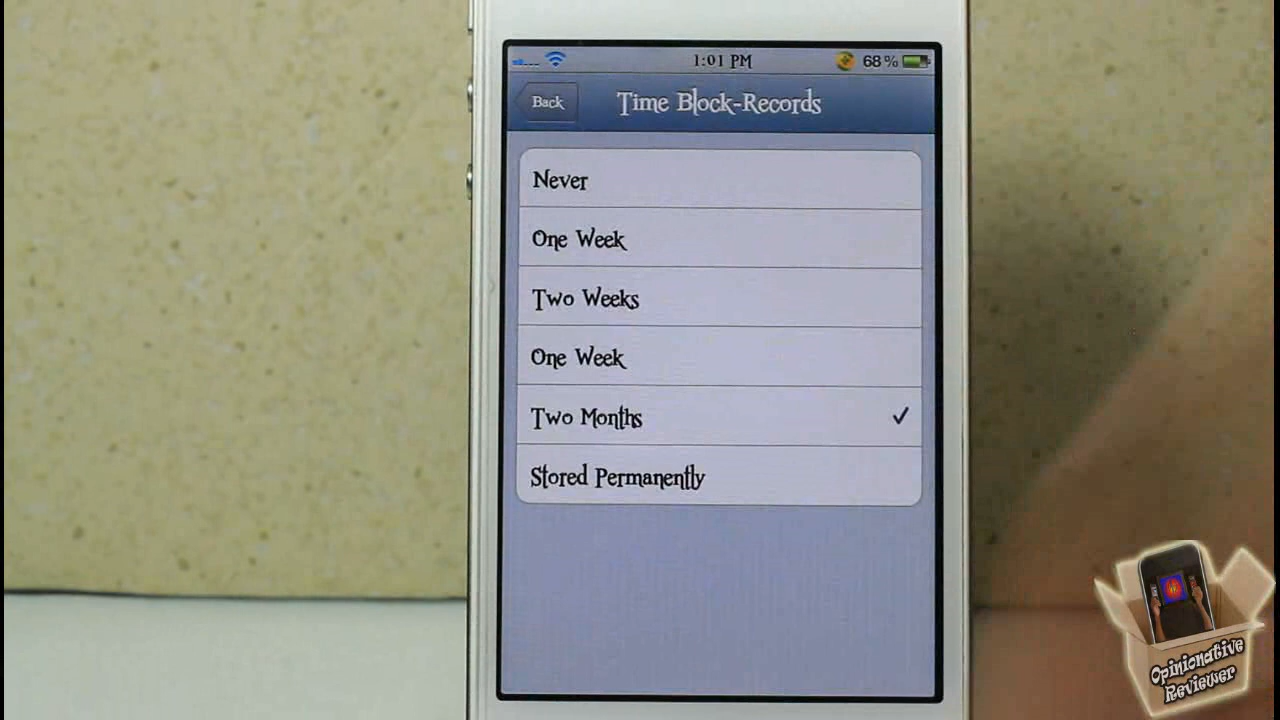 1:01 PM
68%
Back
Time Block-Records
Never
One Week
Two Weeks
One Week
Two Months
Stored Permanently
Opinionative
Reviewer